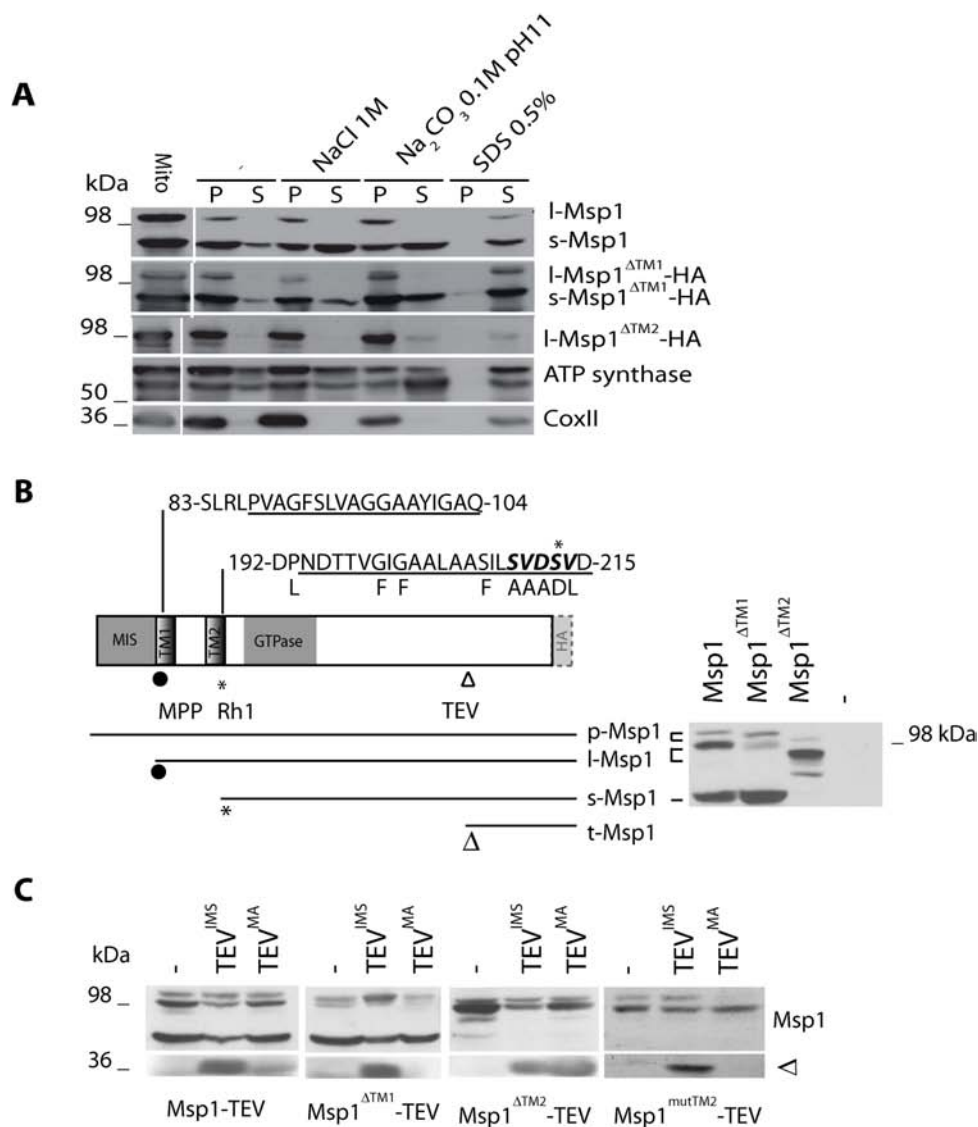 A
kDa
Mito
-
NaCl 1M
Na2CO3 0.1M pH11
SDS 0.5%
P S P S P S P S
98
l-Msp1
s-Msp1
98
l-Msp1ΔTM1-HA
s-Msp1ΔTM1-HA
98
l-Msp1ΔTM2-HA
ATP synthase
50
36
CoxII
B
83-SLRLPVAGFSLVAGGAAYIGAQ-104
*
192-DPNDTTVGIGAALAASILSVDSVD-215
L F F F AAADL
MIS TM1 TM2 GTPase HA
* Δ
MPP Rh1 TEV
p-Msp1
l-Msp1
s-Msp1
*
t-Msp1
Δ
Msp1 Msp1ΔTM1 Msp1ΔTM2 -
98 kDa
C
kDa
- TEVIMS TEVMA - TEVIMS TEVMA - TEVIMS TEVMA - TEVIMS TEVMA
98
Msp1
36
Msp1-TEV Msp1ΔTM1-TEV Msp1ΔTM2-TEV Msp1mutTM2-TEV